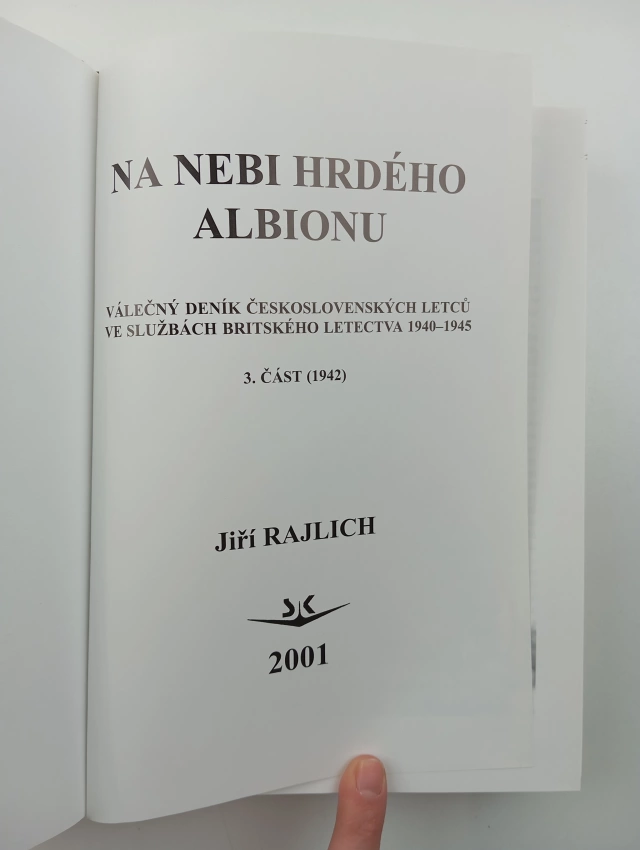 NA NEBI HRDÉHO
ALBIONU
VÁLEČNÝ DENÍK ČESKOSLOVENSKÝCH LETCŮ
VE SLUŽBÁCH BRITSKÉHO LETECTVA 1940–1945
3. ČÁST (1942)
Jiří RAJLICH
SK
2001